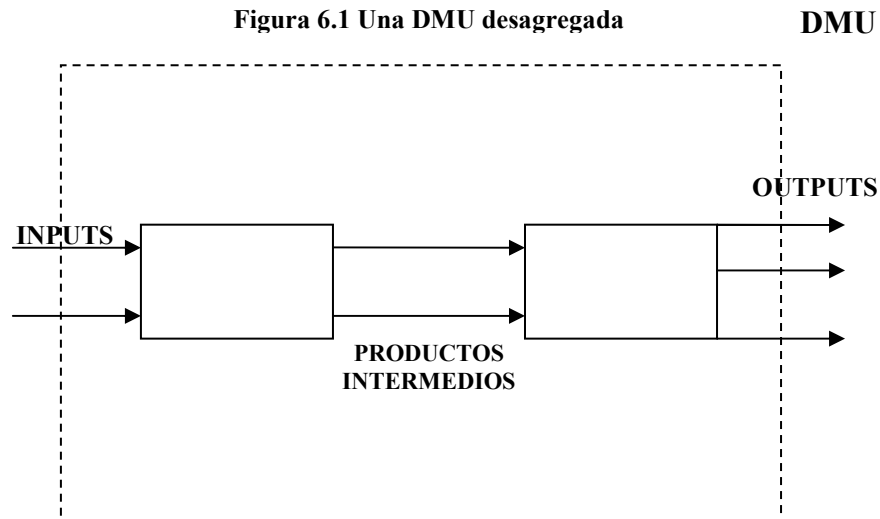 Figura 6.1 Una DMU desagregada
DMU
OUTPUTS
INPUTS
PRODUCTOS
INTERMEDIOS